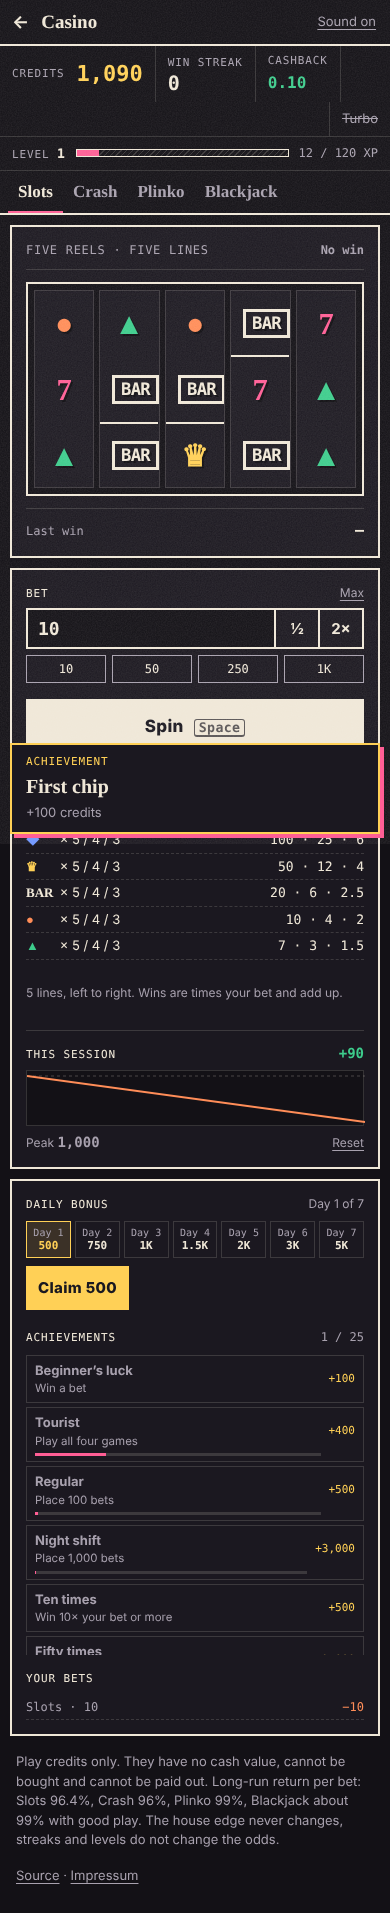 ← Casino Sound on
CREDITS 1,090 WIN STREAK 0 CASHBACK 0.10
Turbo
LEVEL 1 12 / 120 XP
Slots Crash Plinko Blackjack
FIVE REELS · FIVE LINES No win
BAR 7
7 BAR BAR 7
BAR BAR
Last win –
BET Max
10 ½ 2×
10 50 250 1K
Spin Space
ACHIEVEMENT
First chip
+100 credits
× 5 / 4 / 3 100 · 25 · 6
× 5 / 4 / 3 50 · 12 · 4
BAR × 5 / 4 / 3 20 · 6 · 2.5
× 5 / 4 / 3 10 · 4 · 2
× 5 / 4 / 3 7 · 3 · 1.5
5 lines, left to right. Wins are times your bet and add up.
THIS SESSION +90
Peak 1,000 Reset
DAILY BONUS Day 1 of 7
Day 1 Day 2 Day 3 Day 4 Day 5 Day 6 Day 7
500 750 1K 1.5K 2K 3K 5K
Claim 500
ACHIEVEMENTS 1 / 25
Beginner’s luck
Win a bet +100
Tourist
Play all four games +400
Regular
Place 100 bets +500
Night shift
Place 1,000 bets +3,000
Ten times
Win 10× your bet or more +500
Fifty times
YOUR BETS
Slots · 10 −10
Play credits only. They have no cash value, cannot be
bought and cannot be paid out. Long-run return per bet:
Slots 96.4%, Crash 96%, Plinko 99%, Blackjack about
99% with good play. The house edge never changes,
streaks and levels do not change the odds.
Source · Impressum